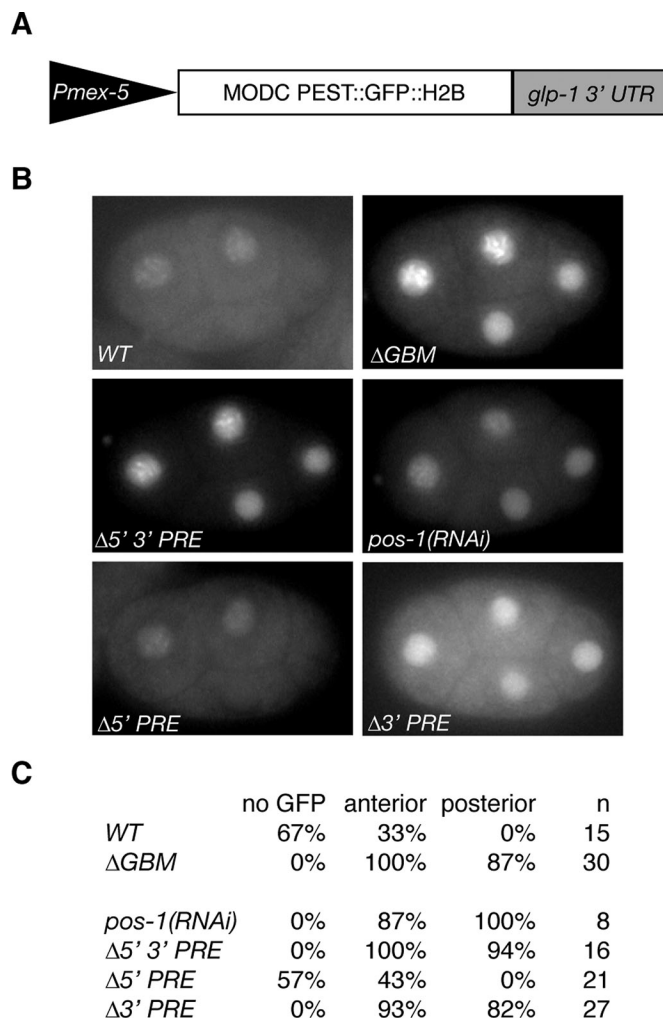 A
Pmex-5 MODC PEST::GFP::H2B glp-1 3' UTR
B
WT ΔGBM
Δ5' 3' PRE pos-1(RNAi)
Δ5' PRE Δ3' PRE
C
no GFP anterior posterior n
WT 67% 33% 0% 15
ΔGBM 0% 100% 87% 30
pos-1(RNAi) 0% 87% 100% 8
Δ5' 3' PRE 0% 100% 94% 16
Δ5' PRE 57% 43% 0% 21
Δ3' PRE 0% 93% 82% 27